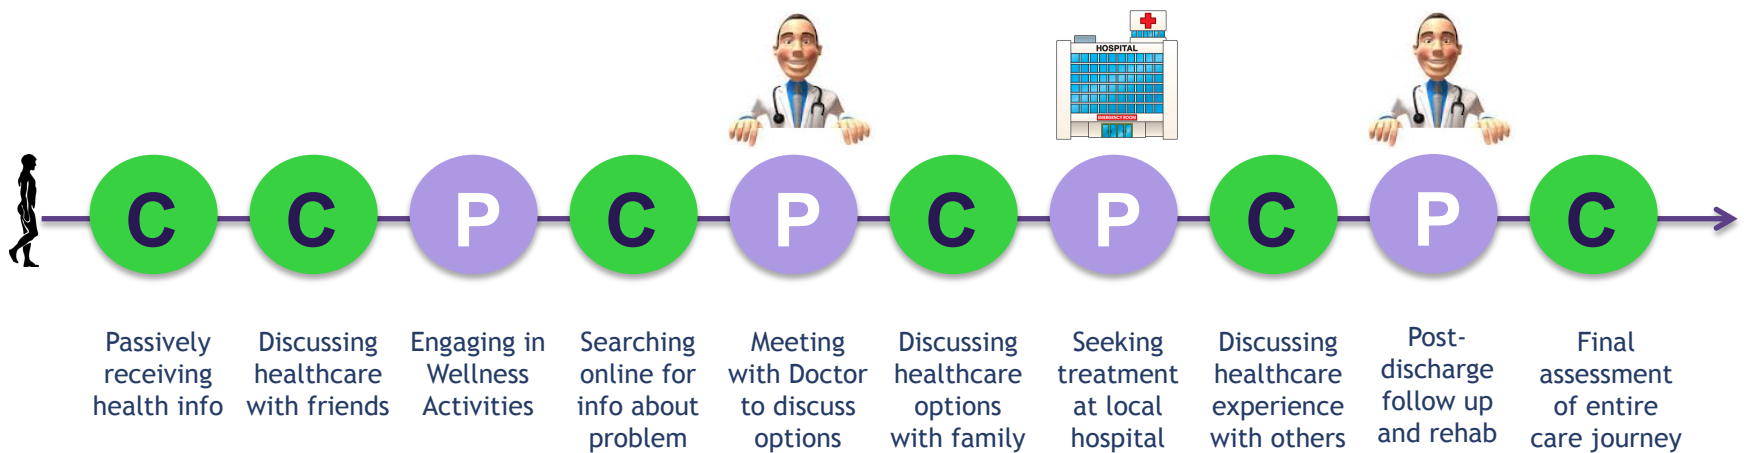 HOSPITAL
EMERGENCY ROOM
C
C
P
C
P
C
P
C
P
C
Passively
receiving
health info
Discussing
healthcare
with friends
Engaging in
Wellness
Activities
Searching
online for
info about
problem
Meeting
with Doctor
to discuss
options
Discussing
healthcare
options
with family
Seeking
treatment
at local
hospital
Discussing
healthcare
experience
with others
Post-
discharge
follow up
and rehab
Final
assessment
of entire
care journey